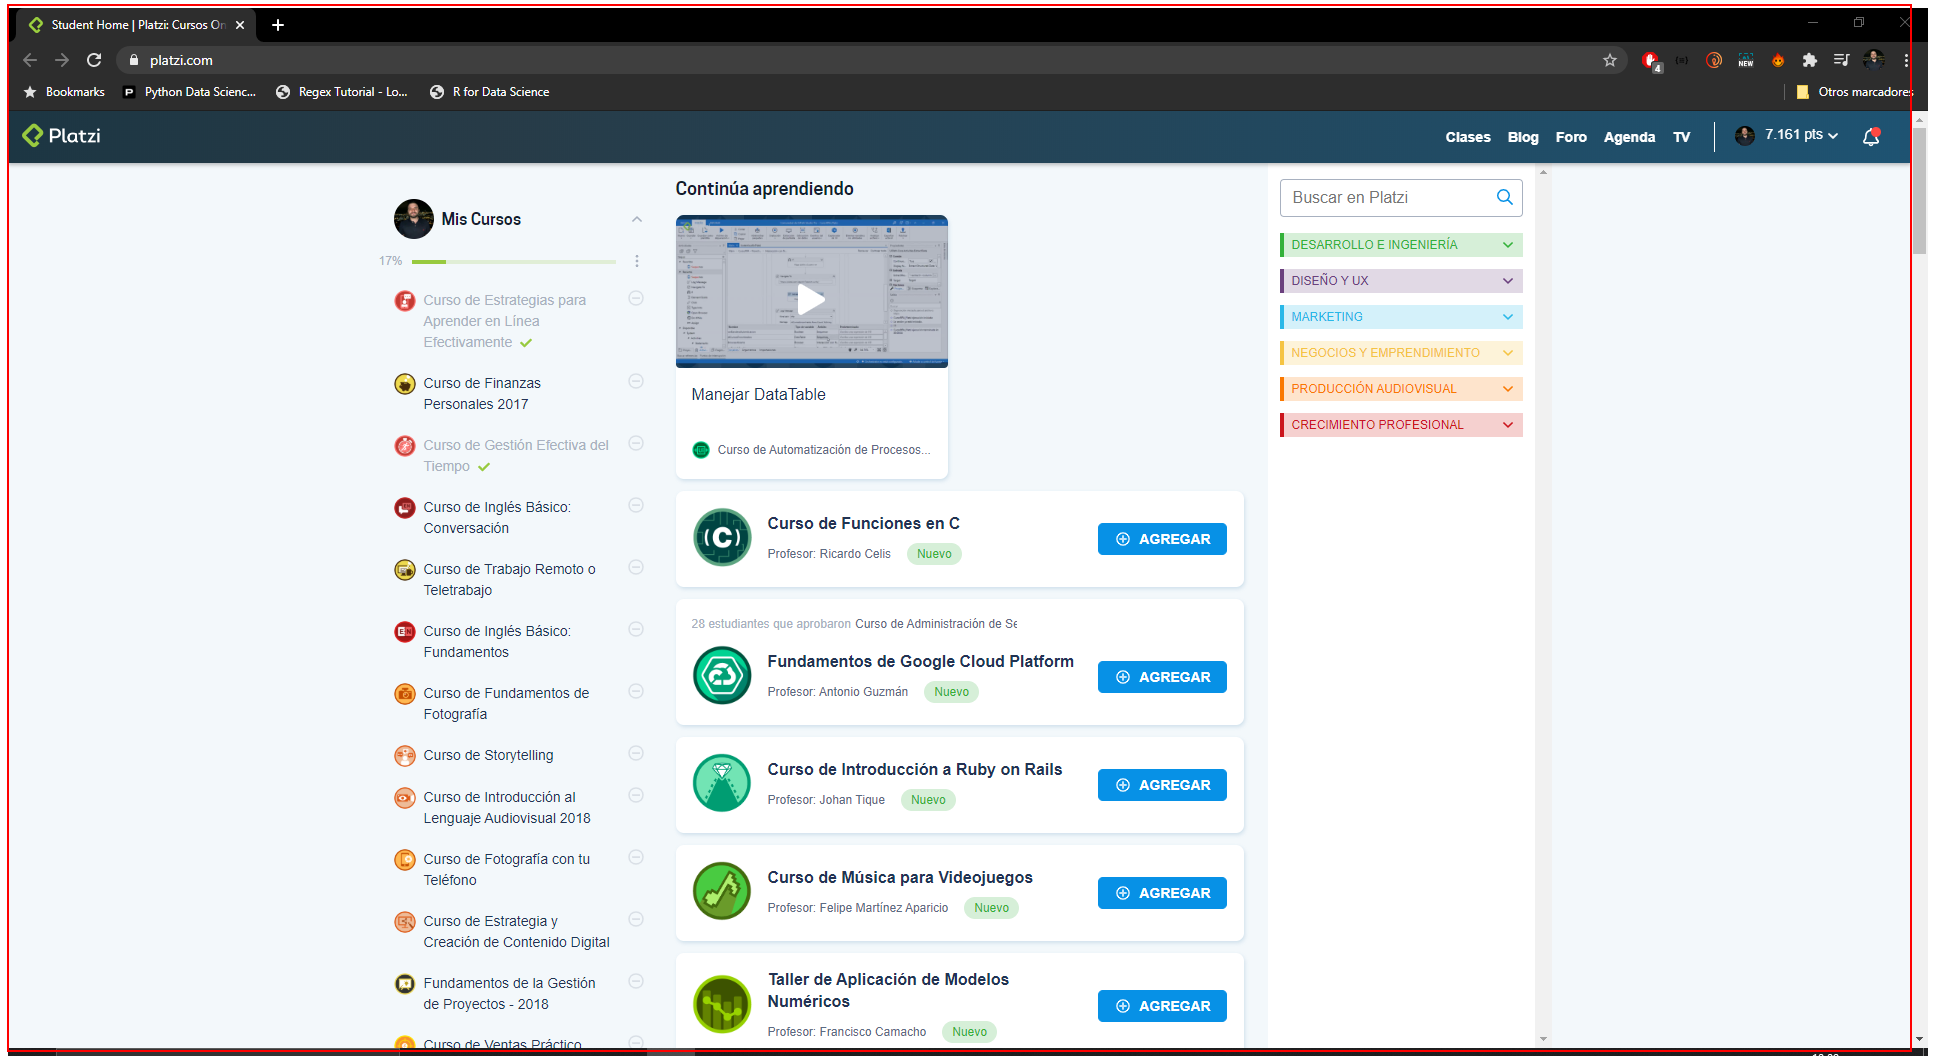 Student Home | Platzi: Cursos On
platzi.com
4
NEW
Bookmarks
Python Data Scienc...
Regex Tutorial - Lo...
R for Data Science
Otros marcadores
Platzi
Clases
Blog
Foro
Agenda
TV
7.161 pts
Mis Cursos
17%
Curso de Estrategias para
Aprender en Línea
Efectivamente
Curso de Finanzas
Personales 2017
Curso de Gestión Efectiva del
Tiempo
Curso de Inglés Básico:
Conversación
Curso de Trabajo Remoto o
Teletrabajo
EN
Curso de Inglés Básico:
Fundamentos
Curso de Fundamentos de
Fotografía
Curso de Storytelling
Curso de Introducción al
Lenguaje Audiovisual 2018
Curso de Fotografía con tu
Teléfono
Curso de Estrategia y
Creación de Contenido Digital
Fundamentos de la Gestión
de Proyectos - 2018
Curso de Ventas Práctico
Continúa aprendiendo
Manejar DataTable
Curso de Automatización de Procesos...
(C)
Curso de Funciones en C
Profesor: Ricardo Celis
Nuevo
AGREGAR
28 estudiantes que aprobaron Curso de Administración de Se
Fundamentos de Google Cloud Platform
Profesor: Antonio Guzmán
Nuevo
AGREGAR
Curso de Introducción a Ruby on Rails
Profesor: Johan Tique
Nuevo
AGREGAR
Curso de Música para Videojuegos
Profesor: Felipe Martínez Aparicio
Nuevo
AGREGAR
Taller de Aplicación de Modelos
Numéricos
Profesor: Francisco Camacho
Nuevo
AGREGAR
Buscar en Platzi
DESARROLLO E INGENIERÍA
DISEÑO Y UX
MARKETING
NEGOCIOS Y EMPRENDIMIENTO
PRODUCCIÓN AUDIOVISUAL
CRECIMIENTO PROFESIONAL